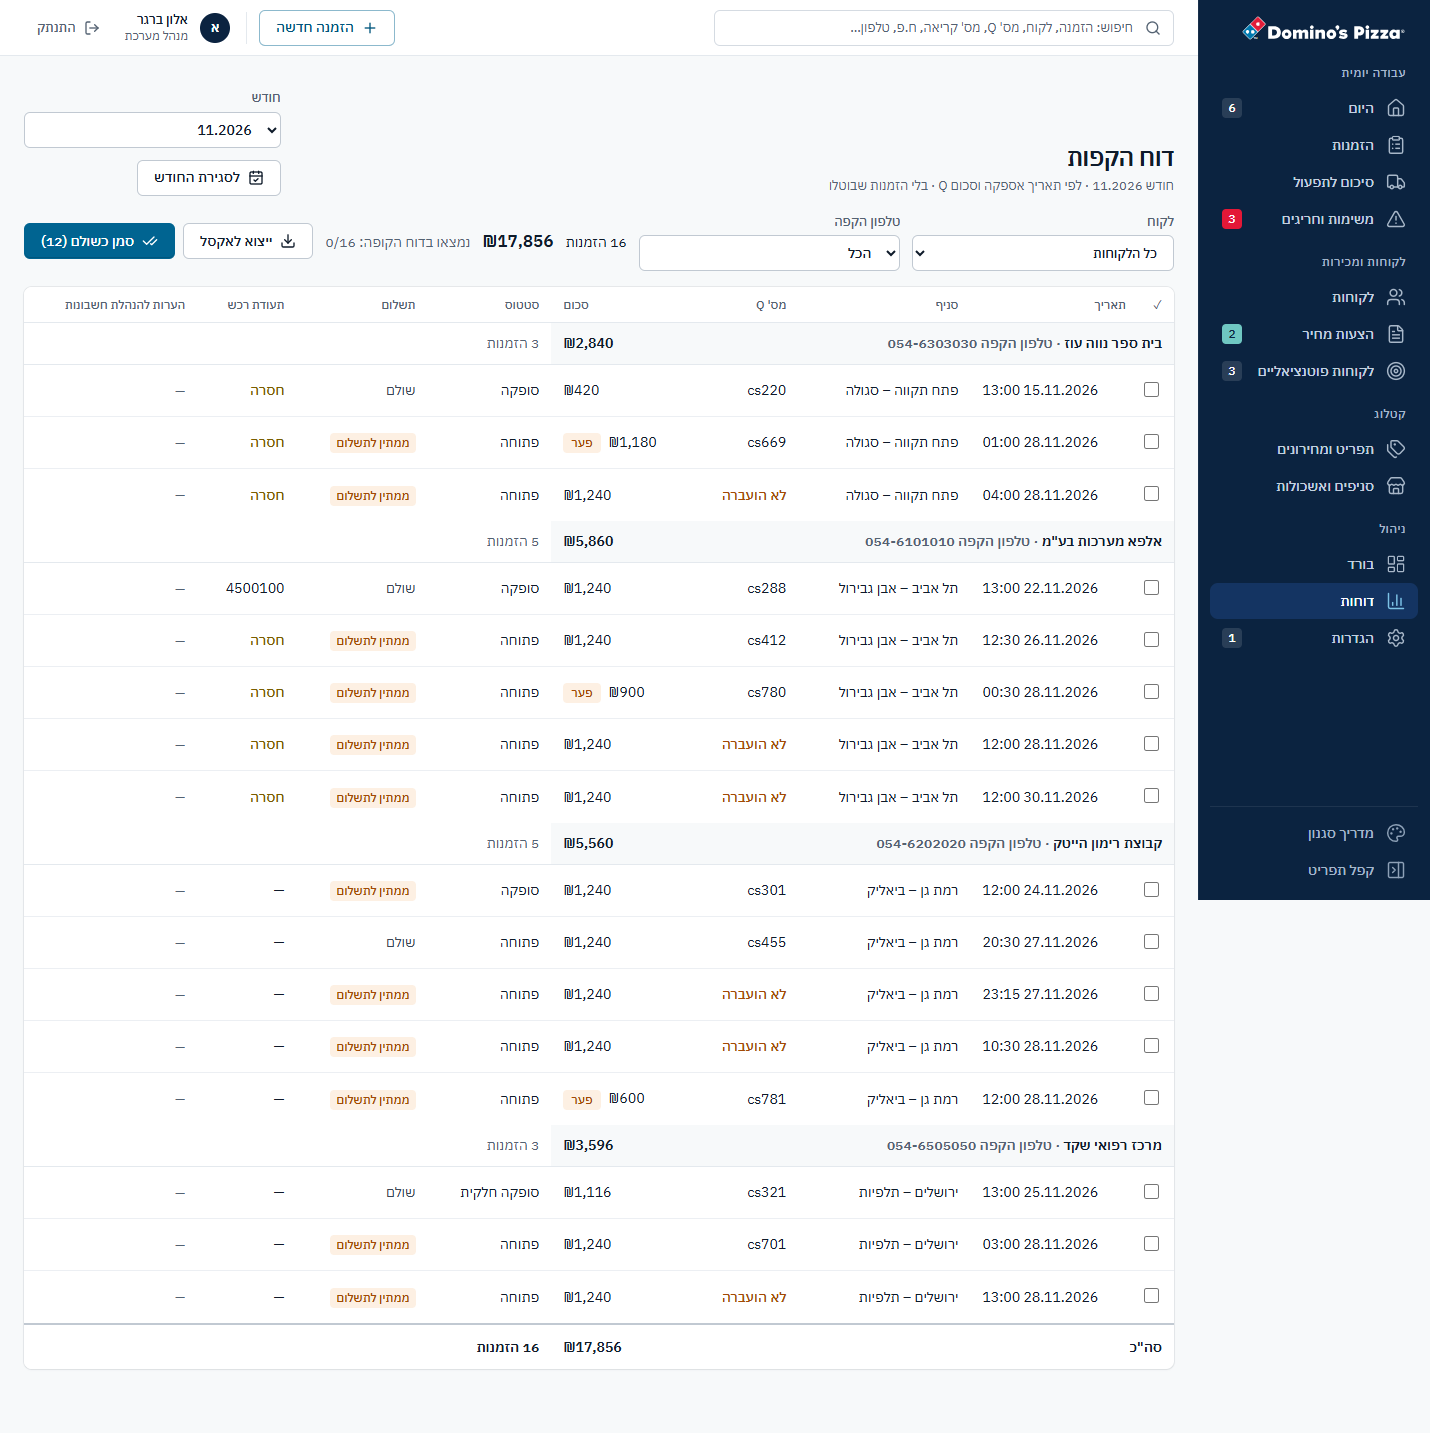 Domino's Pizza
עבודה יומית
היום 6
הזמנות
סיכום לתפעול
משימות וחריגים 3
לקוחות ומכירות
לקוחות
הצעות מחיר 2
לקוחות פוטנציאליים 3
קטלוג
תפריט ומחירונים
סניפים ואשכולות
ניהול
בורד
דוחות
הגדרות 1
מדריך סגנון
קפל תפריט
חיפוש: הזמנה, לקוח, מס' Q, מס' קריאה, ח.פ, טלפון...
הזמנה חדשה
א
אלון ברגר
מנהל מערכת
התנתק
דוח הקפות
חודש 11.2026 · לפי תאריך אספקה וסכום Q · בלי הזמנות שבוטלו
חודש
11.2026
לסגירת החודש
לקוח
כל הלקוחות
טלפון הקפה
הכל
16 הזמנות ₪17,856 נמצאו בדוח הקופה: 0/16
ייצוא לאקסל
סמן כשולם (12)
✓ תאריך סניף מס' Q סכום סטטוס תשלום תעודת רכש הערות להנהלת חשבונות
בית ספר נווה עוז · טלפון הקפה 054-6303030 ₪2,840 3 הזמנות
15.11.2026 13:00 פתח תקווה – סגולה cs220 ₪420 סופקה שולם חסרה —
28.11.2026 01:00 פתח תקווה – סגולה cs669 ₪1,180 פער פתוחה ממתין לתשלום חסרה —
28.11.2026 04:00 פתח תקווה – סגולה לא הועברה ₪1,240 פתוחה ממתין לתשלום חסרה —
אלפא מערכות בע"מ · טלפון הקפה 054-6101010 ₪5,860 5 הזמנות
22.11.2026 13:00 תל אביב – אבן גבירול cs288 ₪1,240 סופקה שולם 4500100 —
26.11.2026 12:30 תל אביב – אבן גבירול cs412 ₪1,240 פתוחה ממתין לתשלום חסרה —
28.11.2026 00:30 תל אביב – אבן גבירול cs780 ₪900 פער פתוחה ממתין לתשלום חסרה —
28.11.2026 12:00 תל אביב – אבן גבירול לא הועברה ₪1,240 פתוחה ממתין לתשלום חסרה —
30.11.2026 12:00 תל אביב – אבן גבירול לא הועברה ₪1,240 פתוחה ממתין לתשלום חסרה —
קבוצת רימון הייטק · טלפון הקפה 054-6202020 ₪5,560 5 הזמנות
24.11.2026 12:00 רמת גן – ביאליק cs301 ₪1,240 סופקה ממתין לתשלום — —
27.11.2026 20:30 רמת גן – ביאליק cs455 ₪1,240 פתוחה שולם — —
27.11.2026 23:15 רמת גן – ביאליק לא הועברה ₪1,240 פתוחה ממתין לתשלום — —
28.11.2026 10:30 רמת גן – ביאליק לא הועברה ₪1,240 פתוחה ממתין לתשלום — —
28.11.2026 12:00 רמת גן – ביאליק cs781 ₪600 פער פתוחה ממתין לתשלום — —
מרכז רפואי שקד · טלפון הקפה 054-6505050 ₪3,596 3 הזמנות
25.11.2026 13:00 ירושלים – תלפיות cs321 ₪1,116 סופקה חלקית שולם — —
28.11.2026 03:00 ירושלים – תלפיות cs701 ₪1,240 פתוחה ממתין לתשלום — —
28.11.2026 13:00 ירושלים – תלפיות לא הועברה ₪1,240 פתוחה ממתין לתשלום — —
סה"כ ₪17,856 16 הזמנות